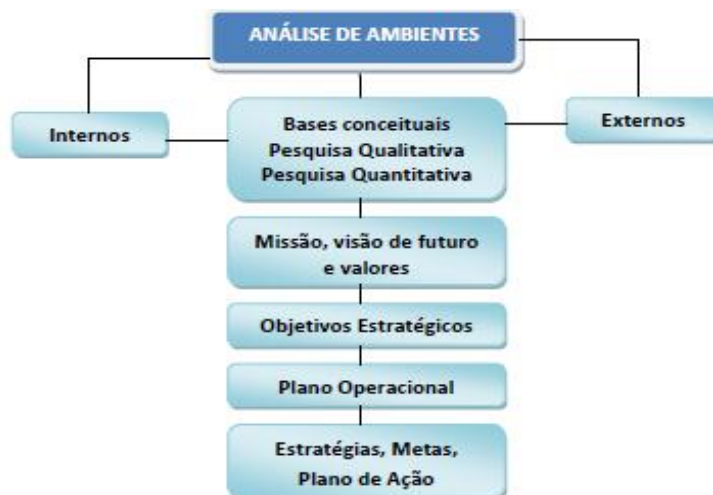 ANÁLISE DE AMBIENTES
Internos
Bases conceituais
Pesquisa Qualitativa
Pesquisa Quantitativa
Externos
Missão, visão de futuro
e valores
Objetivos Estratégicos
Plano Operacional
Estratégias, Metas,
Plano de Ação